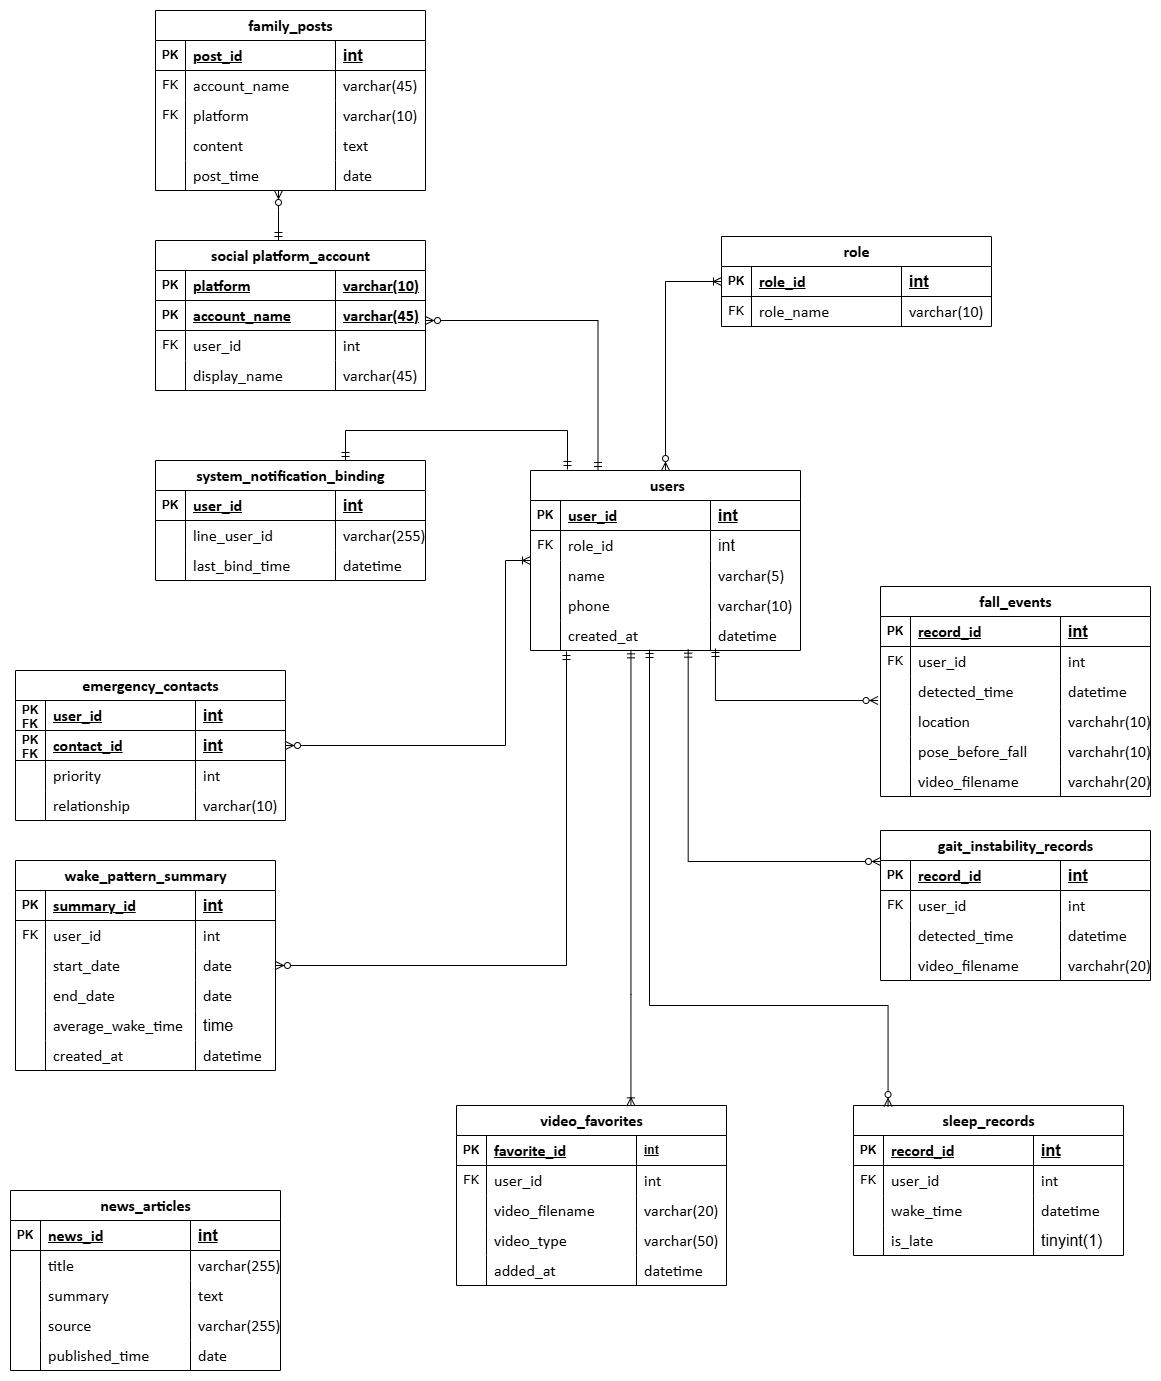 family_posts
PK post_id int
FK account_name varchar(45)
FK platform varchar(10)
content text
post_time date
social platform_account
PK platform varchar(10)
PK account_name varchar(45)
FK user_id int
display_name varchar(45)
role
PK role_id int
FK role_name varchar(10)
system_notification_binding
PK user_id int
line_user_id varchar(255)
last_bind_time datetime
users
PK user_id int
FK role_id int
name varchar(5)
phone varchar(10)
created_at datetime
fall_events
PK record_id int
FK user_id int
detected_time datetime
location varchahr(10)
pose_before_fall varchahr(10)
video_filename varchahr(20)
emergency_contacts
PK FK user_id int
PK FK contact_id int
priority int
relationship varchar(10)
gait_instability_records
PK record_id int
FK user_id int
detected_time datetime
video_filename varchahr(20)
wake_pattern_summary
PK summary_id int
FK user_id int
start_date date
end_date date
average_wake_time time
created_at datetime
video_favorites
PK favorite_id int
FK user_id int
video_filename varchar(20)
video_type varchar(50)
added_at datetime
sleep_records
PK record_id int
FK user_id int
wake_time datetime
is_late tinyint(1)
news_articles
PK news_id int
title varchar(255)
summary text
source varchar(255)
published_time date